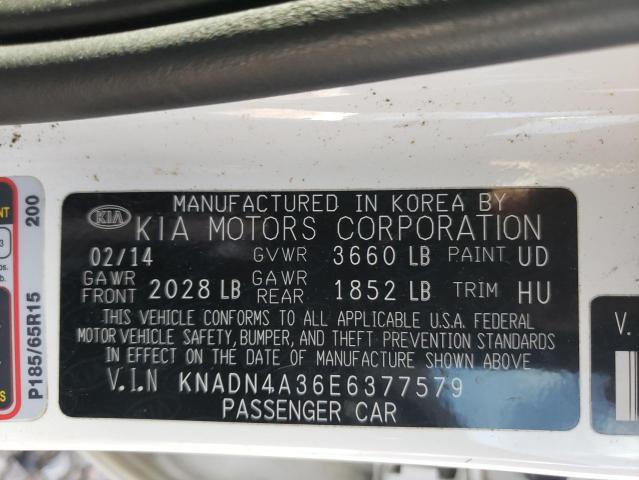 MANUFACTURED IN KOREA BY
KIA KIA MOTORS CORPORATION
02/14 GVWR 3660 LB PAINT UD
GAWR FRONT 2028 LB GAWR REAR 1852 LB TRIM HU
THIS VEHICLE CONFORMS TO ALL APPLICABLE U.S.A. FEDERAL
MOTOR VEHICLE SAFETY, BUMPER, AND THEFT PREVENTION STANDARDS
IN EFFECT ON THE DATE OF MANUFACTURE SHOWN ABOVE
V.I.N KNADN4A36E6377579
PASSENGER CAR
P185/65R15 200
V.